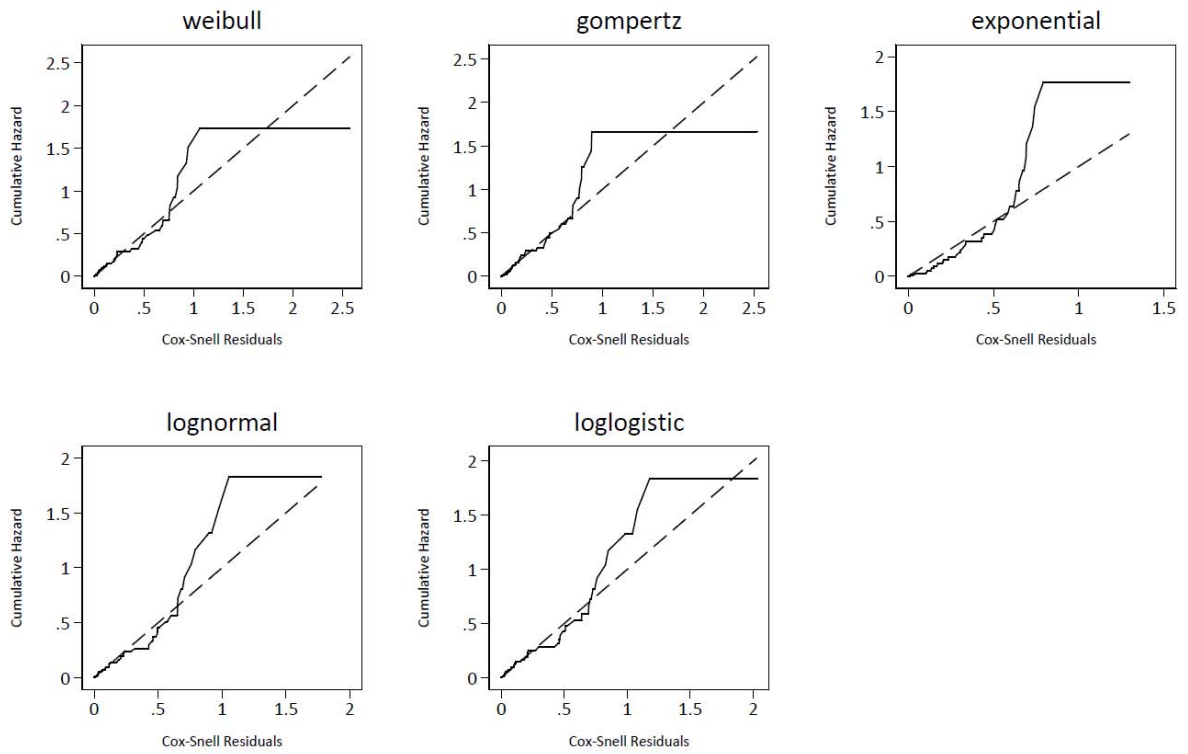 weibull
Cumulative Hazard
2.5
2
1.5
1
.5
0
0 .5 1 1.5 2 2.5
Cox-Snell Residuals
gompertz
Cumulative Hazard
2.5
2
1.5
1
.5
0
0 .5 1 1.5 2 2.5
Cox-Snell Residuals
exponential
Cumulative Hazard
2
1.5
1
.5
0
0 .5 1 1.5
Cox-Snell Residuals
lognormal
Cumulative Hazard
2
1.5
1
.5
0
0 .5 1 1.5 2
Cox-Snell Residuals
loglogistic
Cumulative Hazard
2
1.5
1
.5
0
0 .5 1 1.5 2
Cox-Snell Residuals